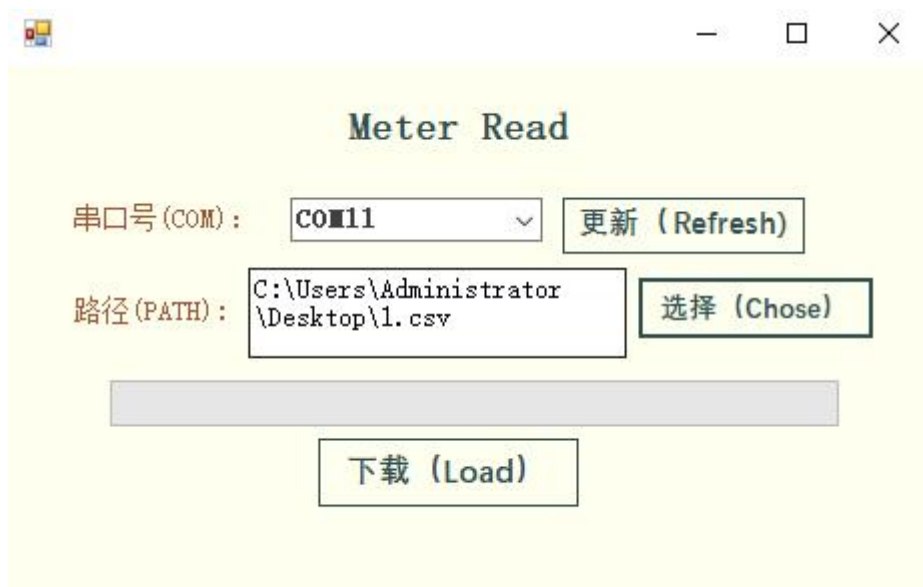 Meter Read
串口号(COM): COM11 更新（Refresh)
路径(PATH): C:\Users\Administrator
\Desktop\1.csv 选择（Chose）
下载（Load）